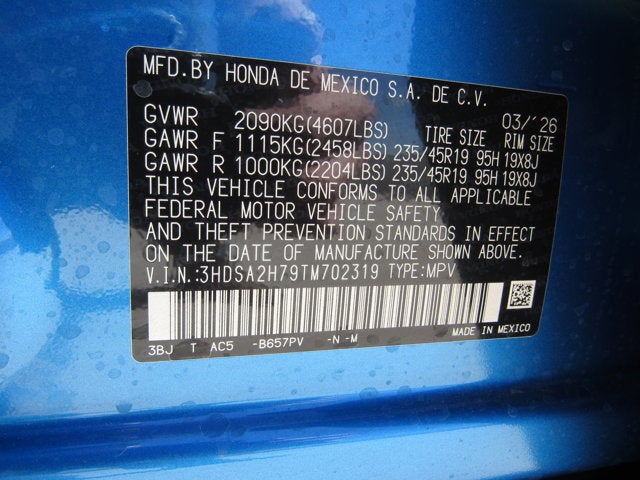 MFD.BY HONDA DE MEXICO S.A. DE C.V.
03/'26
GVWR 2090KG(4607LBS) TIRE SIZE RIM SIZE
GAWR F 1115KG(2458LBS) 235/45R19 95H 19X8J
GAWR R 1000KG(2204LBS) 235/45R19 95H 19X8J
THIS VEHICLE CONFORMS TO ALL APPLICABLE
FEDERAL MOTOR VEHICLE SAFETY
AND THEFT PREVENTION STANDARDS IN EFFECT
ON THE DATE OF MANUFACTURE SHOWN ABOVE.
V.I.N.:3HDSA2H79TM702319 TYPE:MPV
MADE IN MEXICO
3BJ T AC5 -B657PV -N -M